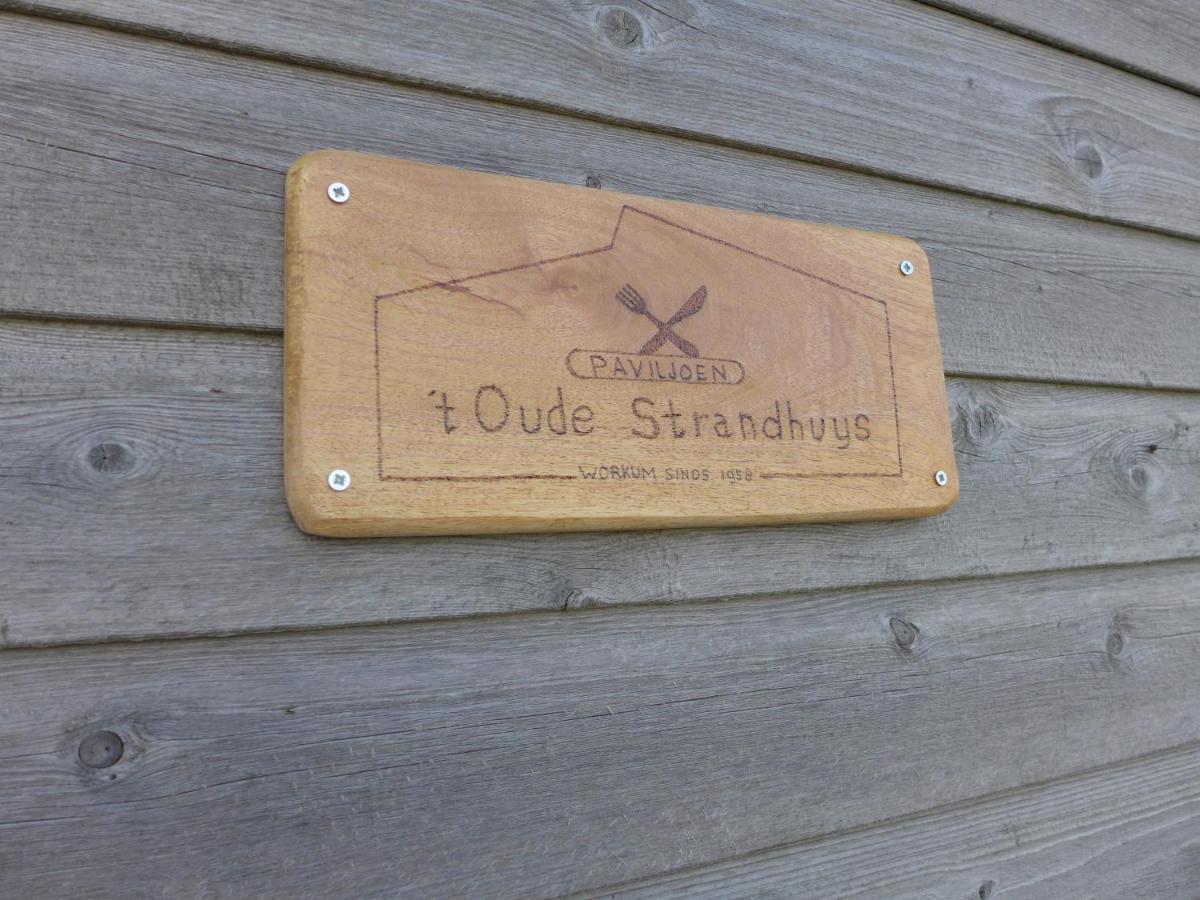 PAVILJOEN
't Oude Strandhuys
WORKUM SINDS 1958